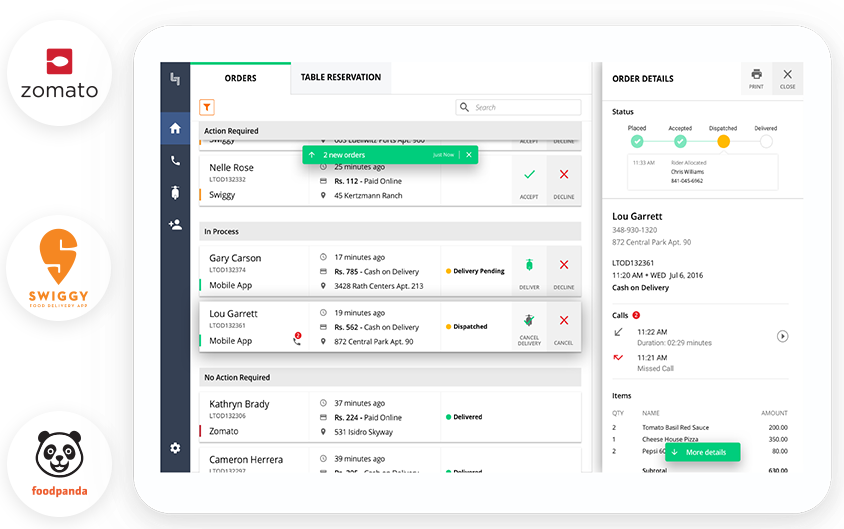 zomato
SWIGGY
FOOD DELIVERY APP
foodpanda
ORDERS
TABLE RESERVATION
Search
Action Required
Swiggy
ACCEPT
DECLINE
2 new orders
Just Now
Nelle Rose
LTOD132332
Swiggy
25 minutes ago
Rs. 112 - Paid Online
45 Kertzmann Ranch
ACCEPT
DECLINE
In Process
Gary Carson
LTOD132374
Mobile App
17 minutes ago
Rs. 785 - Cash on Delivery
3428 Rath Centers Apt. 213
Delivery Pending
DELIVER
DECLINE
Lou Garrett
LTOD132361
Mobile App
2
19 minutes ago
Rs. 562 - Cash on Delivery
872 Central Park Apt. 90
Dispatched
CANCEL
DELIVERY
CANCEL
No Action Required
Kathryn Brady
LTOD132306
Zomato
37 minutes ago
Rs. 224 - Paid Online
531 Isidro Skyway
Delivered
Cameron Herrera
39 minutes ago
Delivered
ORDER DETAILS
PRINT
CLOSE
Status
Placed
Accepted
Dispatched
Delivered
11:33 AM
Rider Allocated
Chris Williams
841-045-6962
Lou Garrett
348-930-1320
872 Central Park Apt. 90
LTOD132361
11:20 AM • WED Jul 6, 2016
Cash on Delivery
Calls 2
11:22 AM
Duration: 02:29 minutes
11:21 AM
Missed Call
Items
QTY NAME AMOUNT
2 Tomato Basil Red Sauce 200.00
1 Cheese House Pizza 350.00
2 Pepsi 80.00
More details
Subtotal 630.00